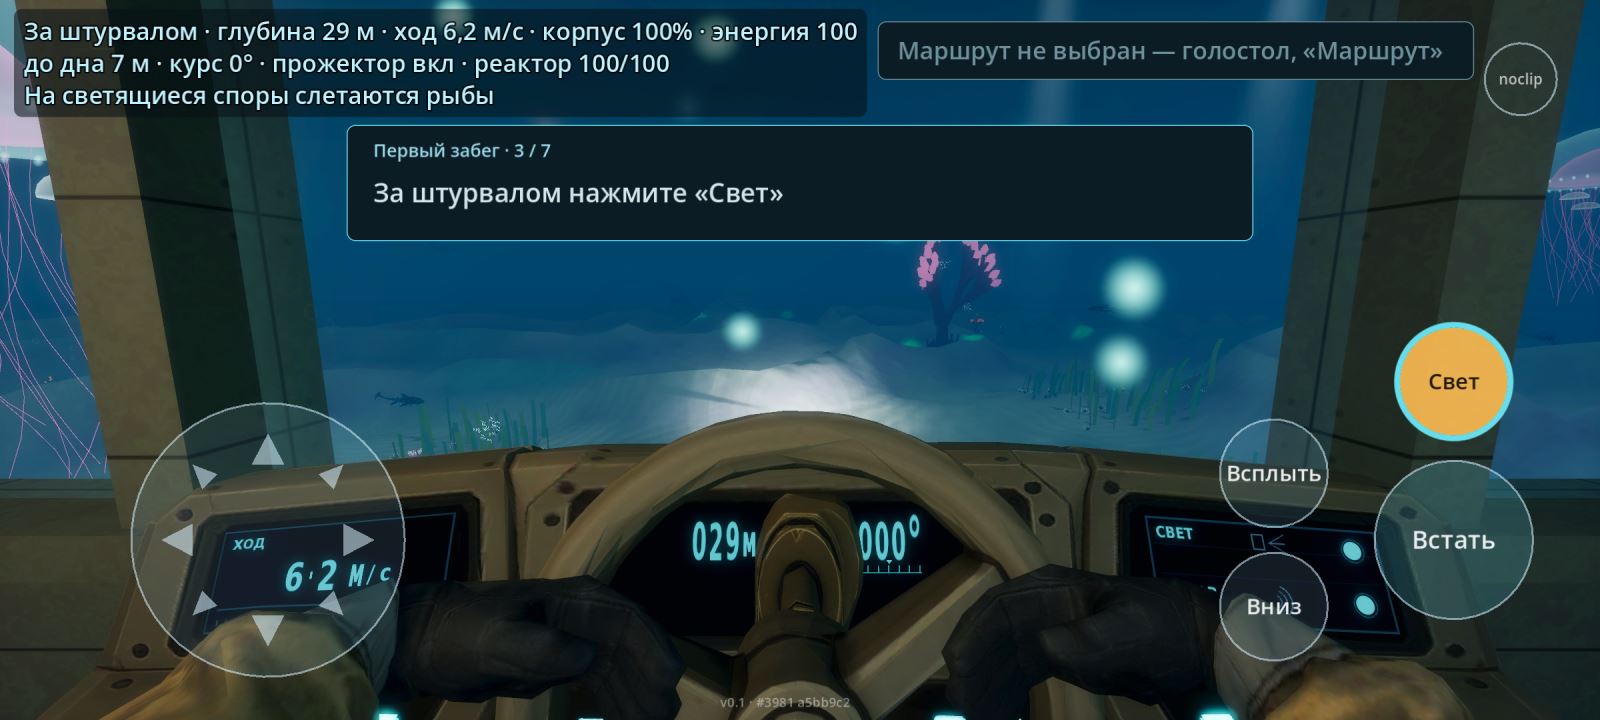 За штурвалом · глубина 29 м · ход 6,2 м/с · корпус 100% · энергия 100
до дна 7 м · курс 0° · прожектор вкл · реактор 100/100
На светящиеся споры слетаются рыбы
Маршрут не выбран — голостол, «Маршрут»
noclip
Первый забег · 3 / 7
За штурвалом нажмите «Свет»
Свет
Всплыть
Встать
Вниз
ХОД
6,2 М/с
029м
000°
СВЕТ
v0.1 · #3981 a5bb9c2